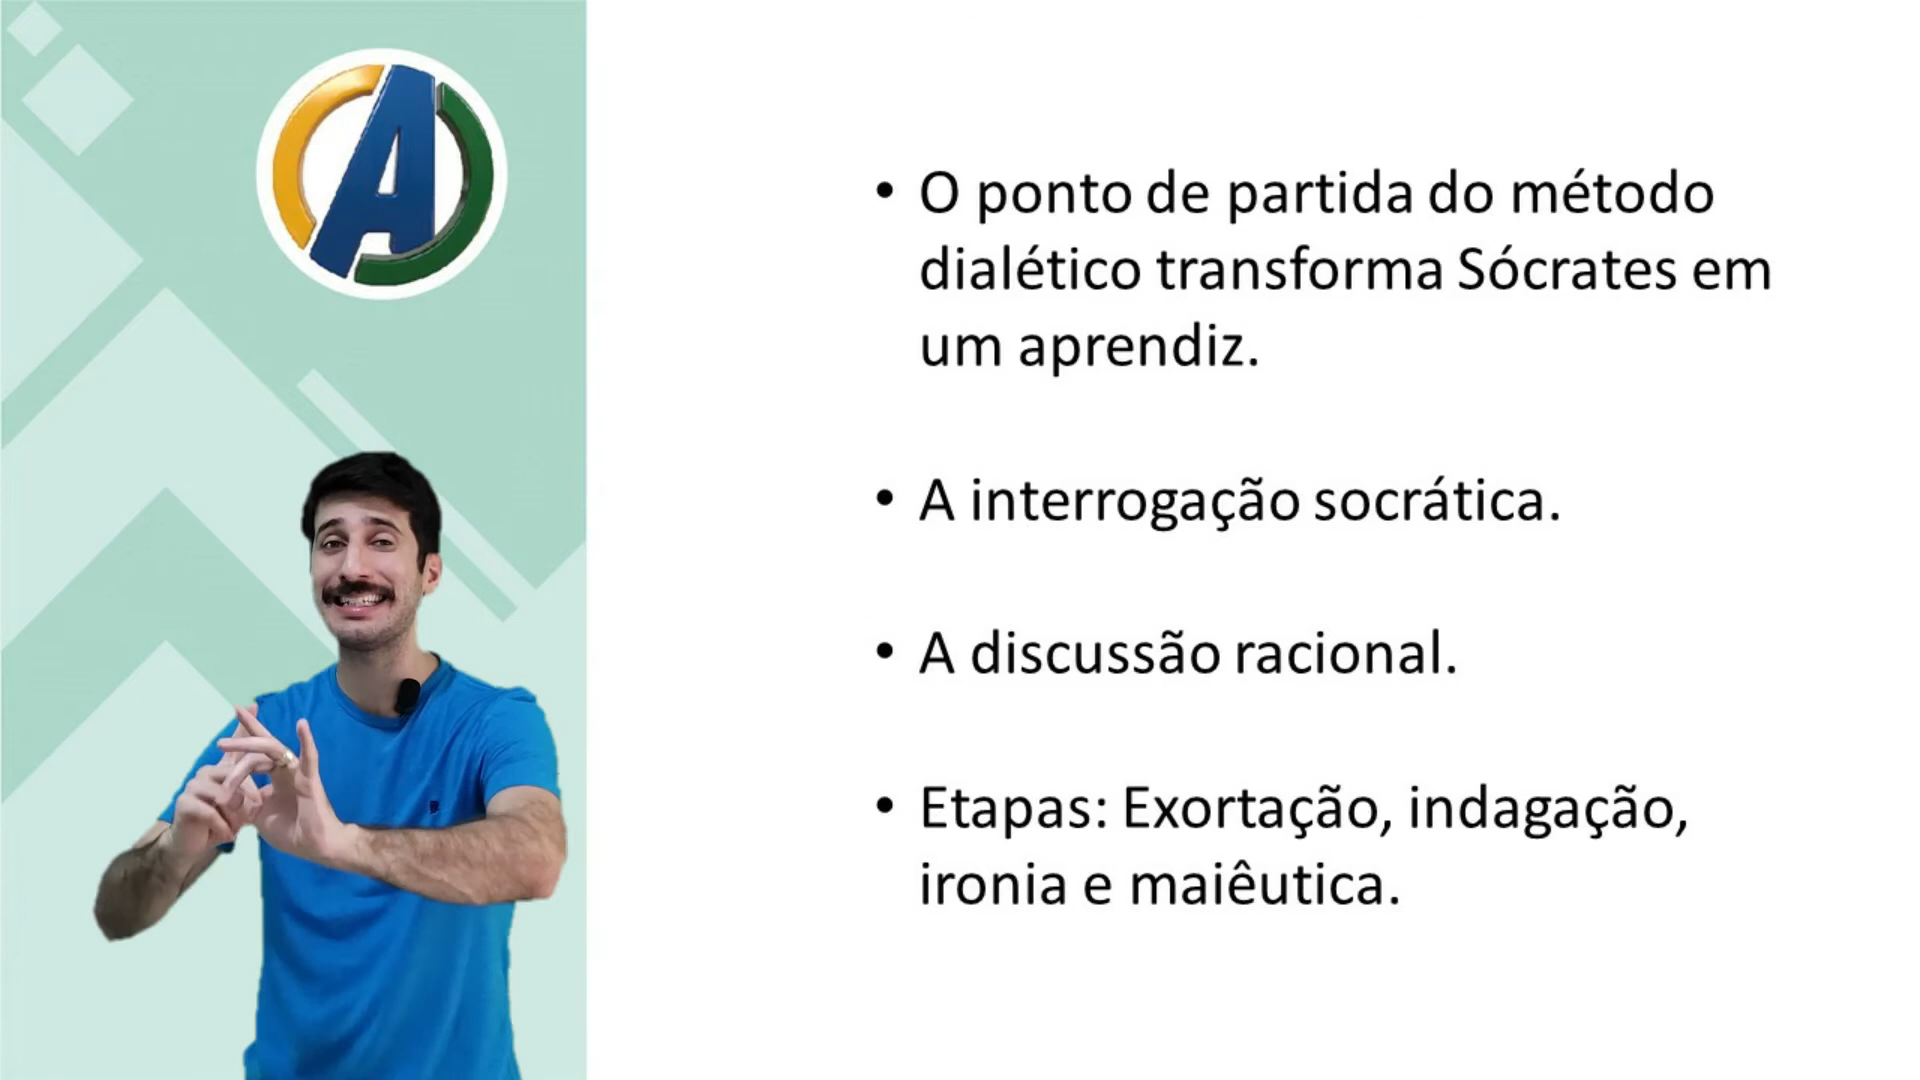 A
• O ponto de partida do método
dialético transforma Sócrates em
um aprendiz.
• A interrogação socrática.
• A discussão racional.
• Etapas: Exortação, indagação,
ironia e maiêutica.